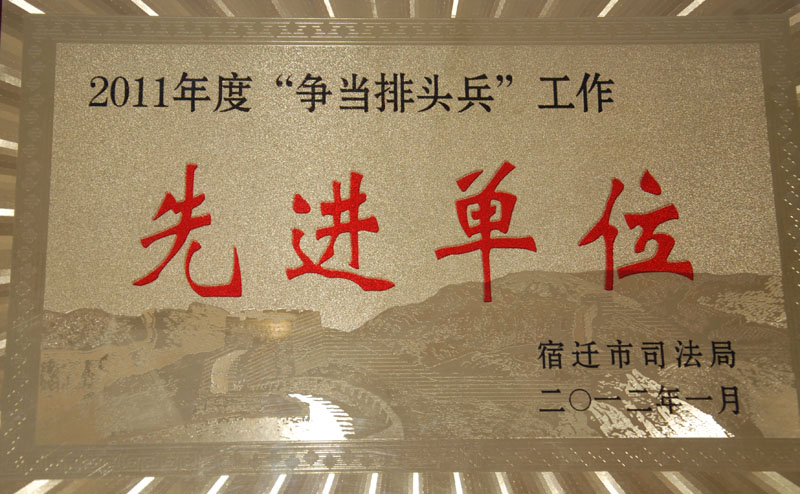 2011年度“争当排头兵”工作
先进单位
宿迁市司法局
二〇一二年一月